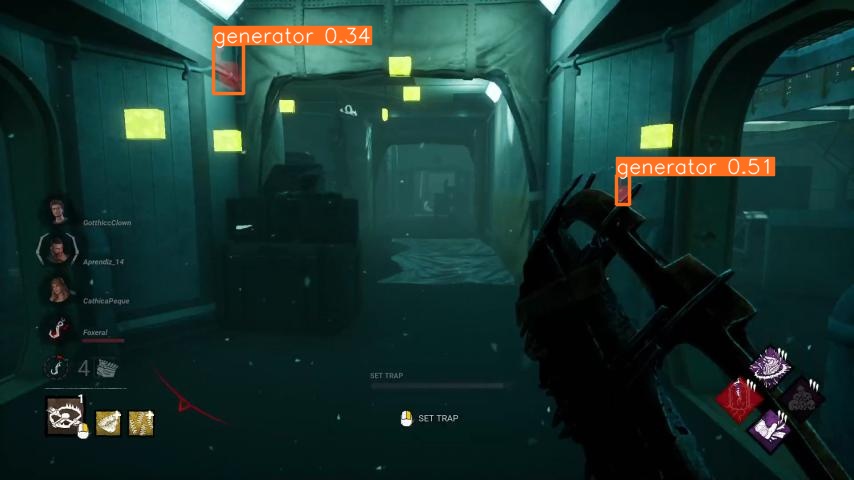 generator 0.34
generator 0.51
GotthiccClown
Aprendiz_14
CathicaPeque
Foxeral
4
SET TRAP
1
SET TRAP